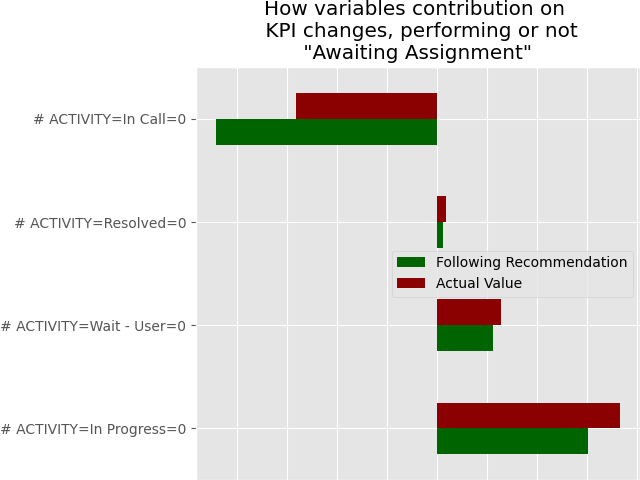 How variables contribution on
KPI changes, performing or not
"Awaiting Assignment"
# ACTIVITY=In Call=0
# ACTIVITY=Resolved=0
Following Recommendation
Actual Value
# ACTIVITY=Wait - User=0
# ACTIVITY=In Progress=0